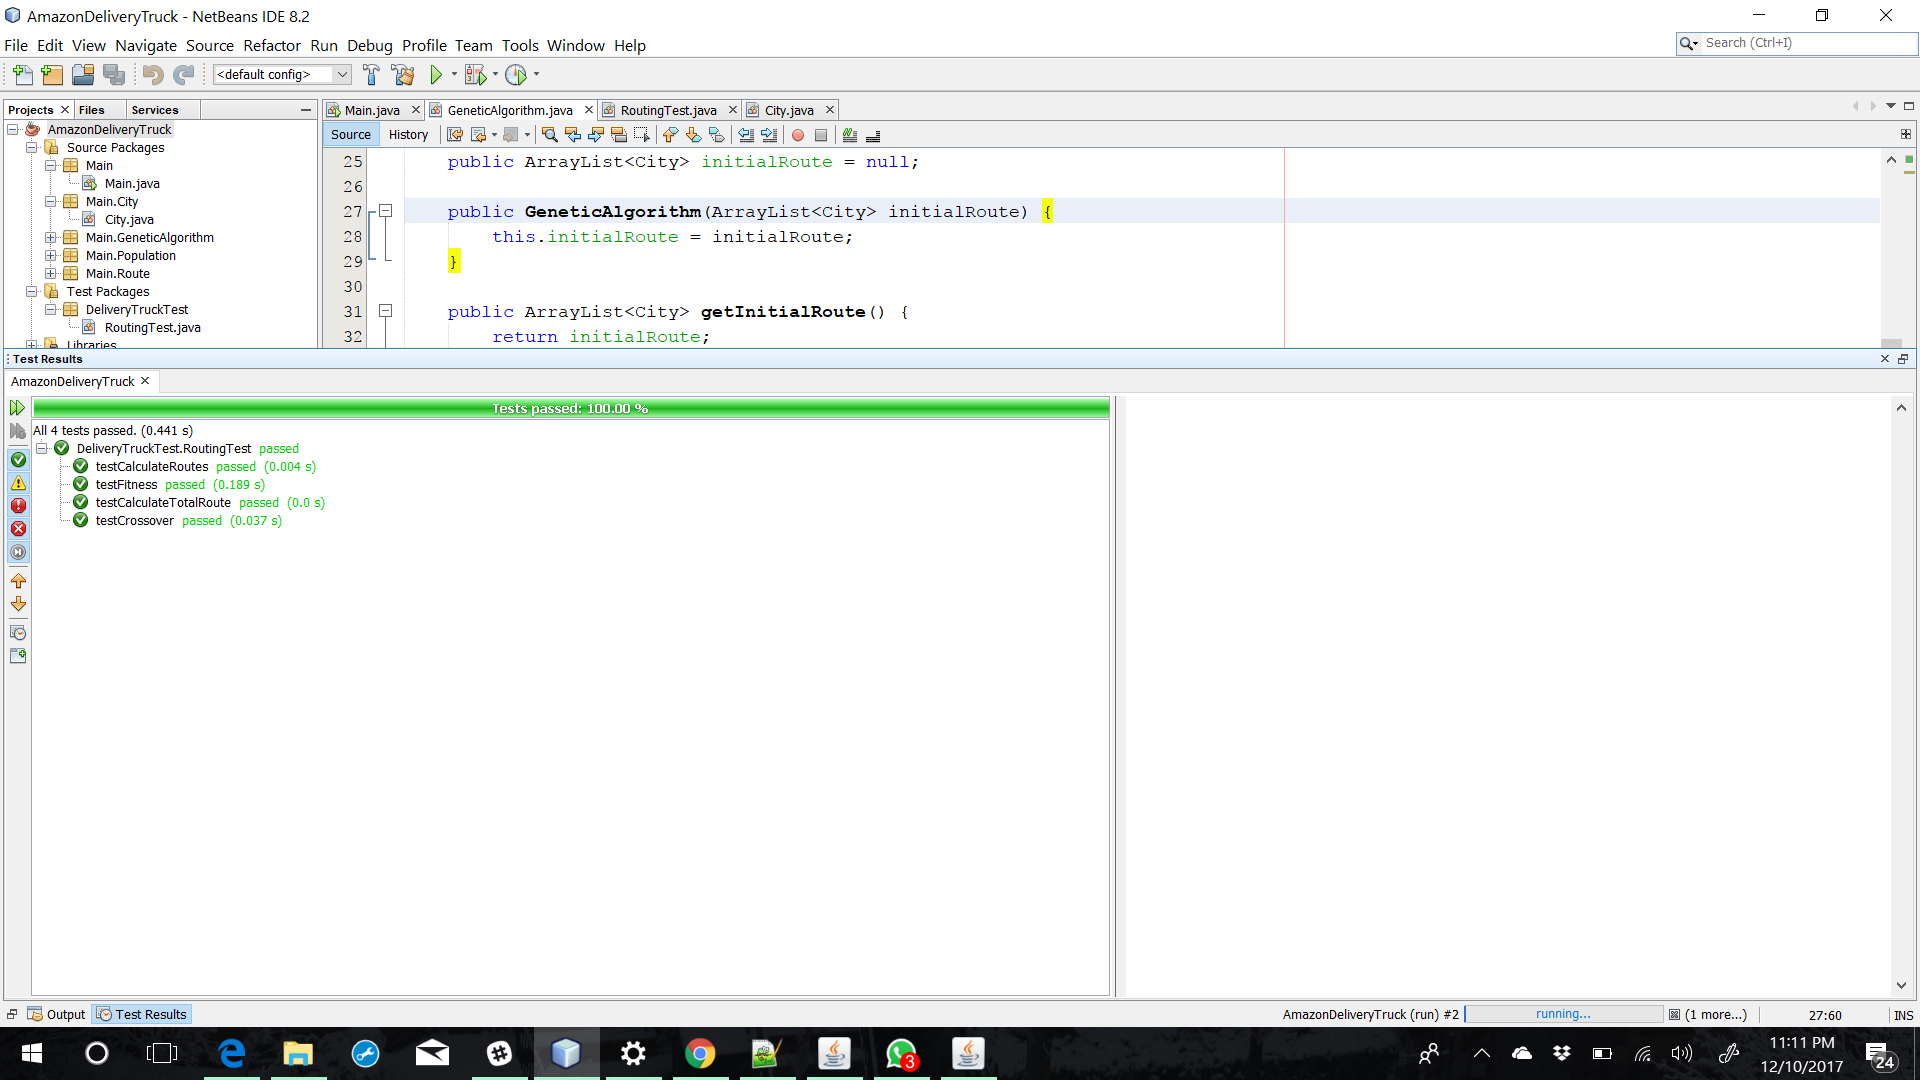 AmazonDeliveryTruck - NetBeans IDE 8.2
File Edit View Navigate Source Refactor Run Debug Profile Team Tools Window Help
Search (Ctrl+I)
<default config>
Projects Files Services
Main.java GeneticAlgorithm.java RoutingTest.java City.java
AmazonDeliveryTruck
Source Packages
Main
Main.java
Main.City
City.java
Main.GeneticAlgorithm
Main.Population
Main.Route
Test Packages
DeliveryTruckTest
RoutingTest.java
Libraries
Source History
25 public ArrayList<City> initialRoute = null;
26
27 public GeneticAlgorithm(ArrayList<City> initialRoute) {
28 this.initialRoute = initialRoute;
29 }
30
31 public ArrayList<City> getInitialRoute() {
32 return initialRoute;
Test Results
AmazonDeliveryTruck
Tests passed: 100.00 %
All 4 tests passed. (0.441 s)
DeliveryTruckTest.RoutingTest passed
testCalculateRoutes passed (0.004 s)
testFitness passed (0.189 s)
testCalculateTotalRoute passed (0.0 s)
testCrossover passed (0.037 s)
Output Test Results
AmazonDeliveryTruck (run) #2 running... (1 more...) 27:60 INS
3
11:11 PM
12/10/2017
24